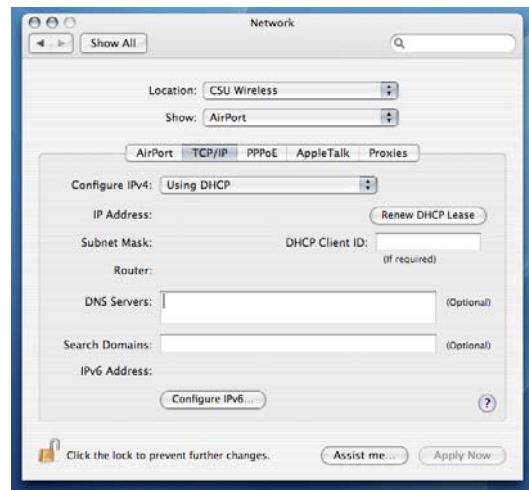 Network
Show All
Location: CSU Wireless
Show: AirPort
AirPort TCP/IP PPPoE AppleTalk Proxies
Configure IPv4: Using DHCP
IP Address: Renew DHCP Lease
Subnet Mask: DHCP Client ID:
(If required)
Router:
DNS Servers: (Optional)
Search Domains: (Optional)
IPv6 Address:
Configure IPv6... ?
Click the lock to prevent further changes. Assist me... Apply Now